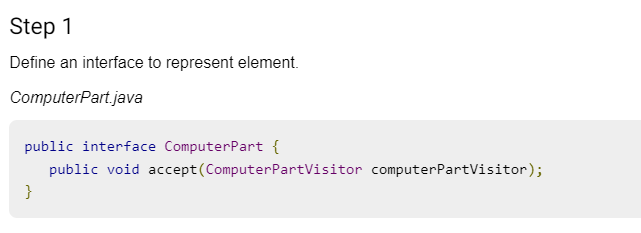 Step 1
Define an interface to represent element.
ComputerPart.java
public interface ComputerPart {
   public void accept(ComputerPartVisitor computerPartVisitor);
}